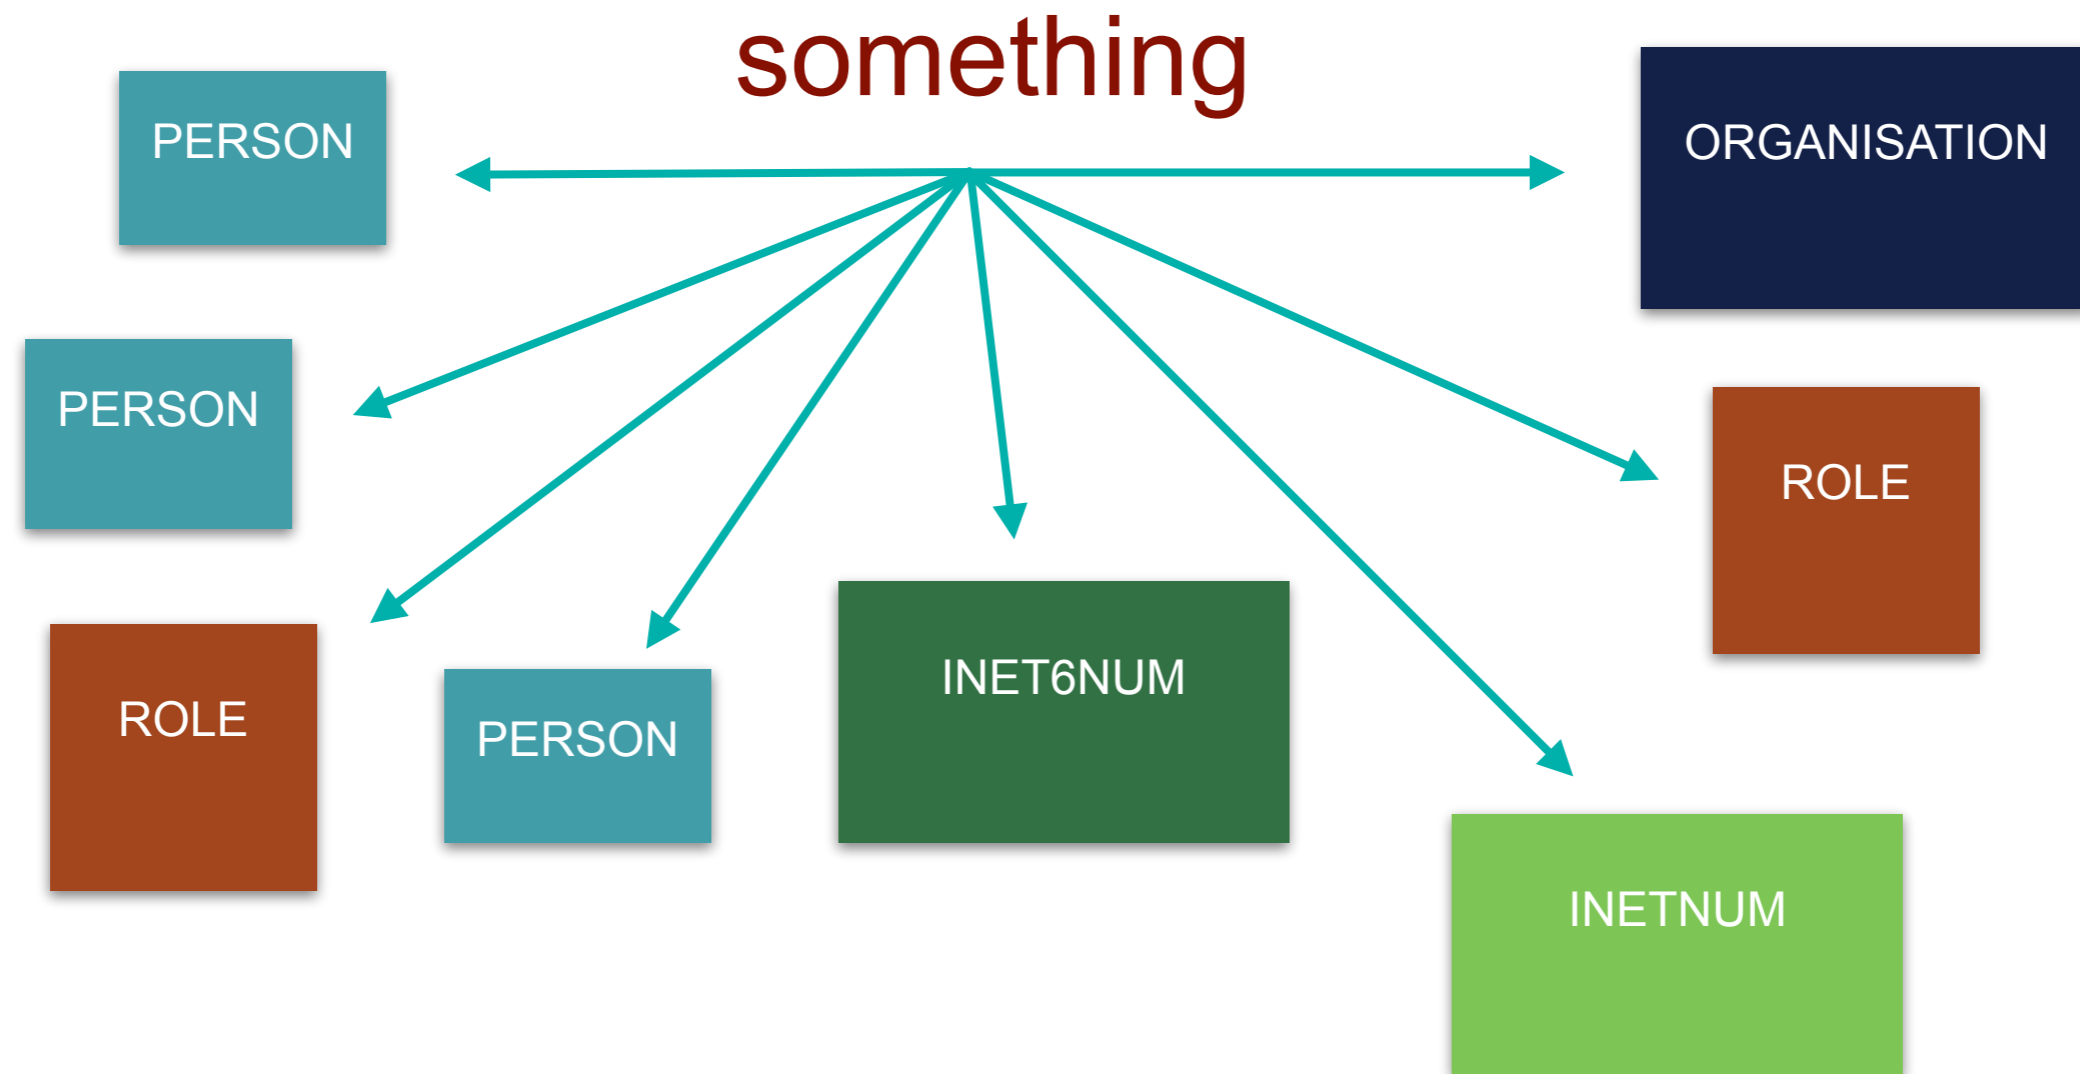 something
PERSON
ORGANISATION
PERSON
ROLE
INET6NUM
ROLE
PERSON
INETNUM